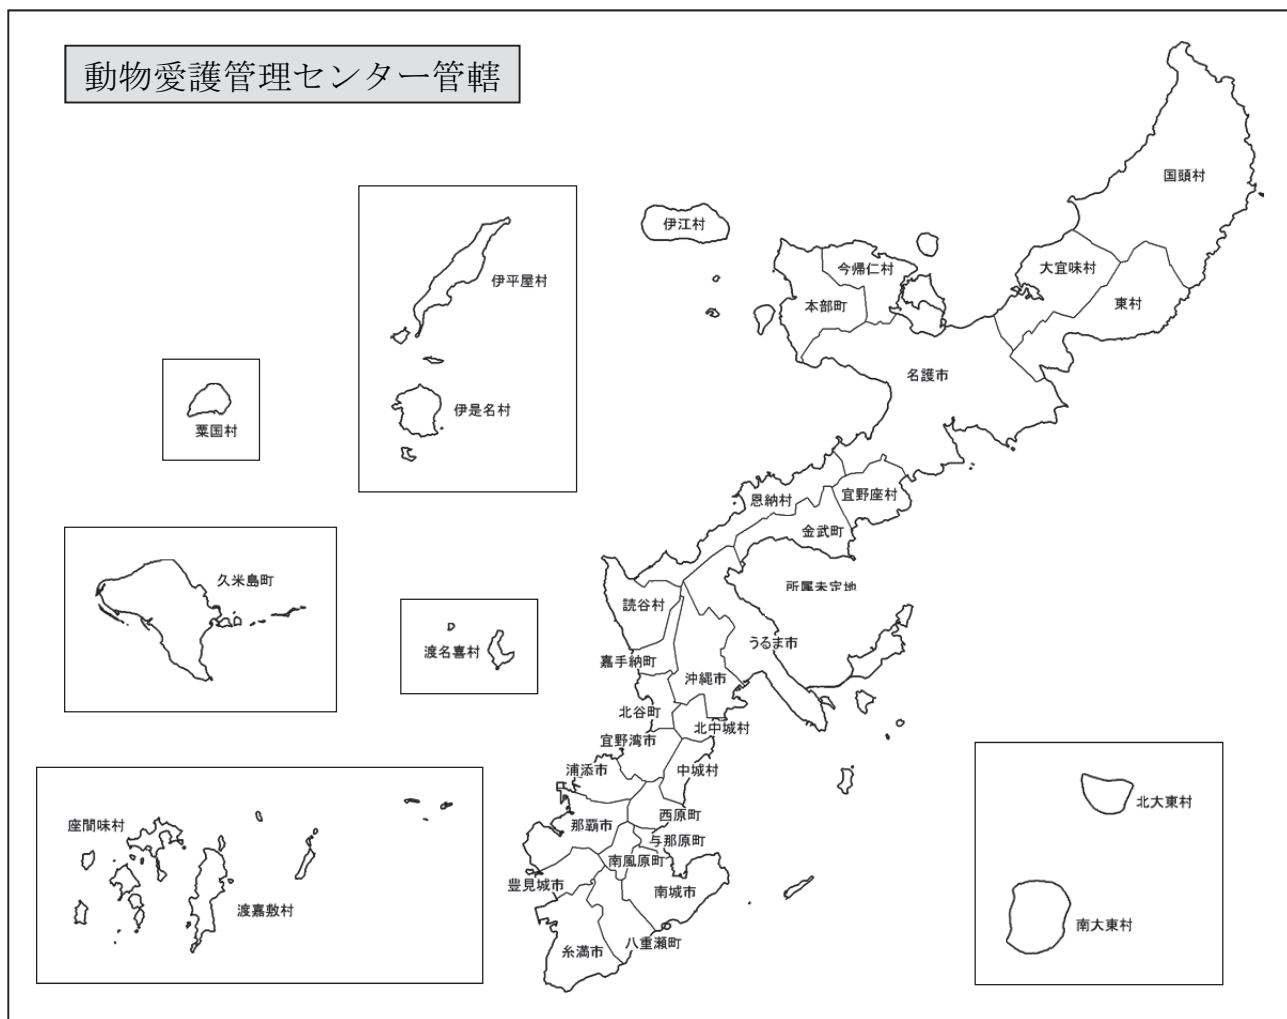 動物愛護管理センター管轄
国頭村
伊江村
今帰仁村
大宜味村
伊平屋村
本部町
東村
名護市
伊是名村
粟国村
恩納村
宜野座村
金武町
久米島町
所属未定地
読谷村
うるま市
渡名喜村
嘉手納町
沖縄市
北谷町
北中城村
宜野湾市
浦添市
中城村
北大東村
西原町
座間味村
那覇市
与那原町
南風原町
豊見城市
南城市
渡嘉敷村
南大東村
八重瀬町
糸満市